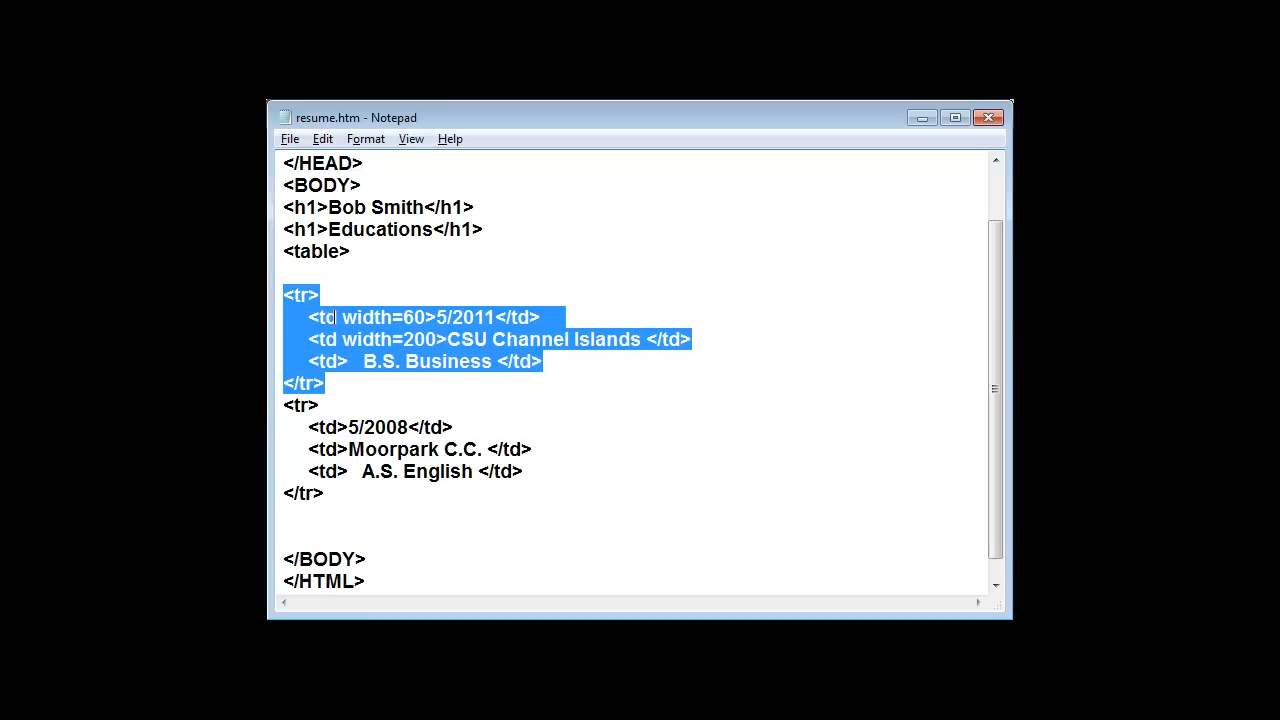 resume.htm - Notepad
File Edit Format View Help
</HEAD>
<BODY>
<h1>Bob Smith</h1>
<h1>Educations</h1>
<table>
<tr>
<td width=60>5/2011</td>
<td width=200>CSU Channel Islands </td>
<td>   B.S. Business </td>
</tr>
<tr>
<td>5/2008</td>
<td>Moorpark C.C. </td>
<td>   A.S. English </td>
</tr>
</BODY>
</HTML>